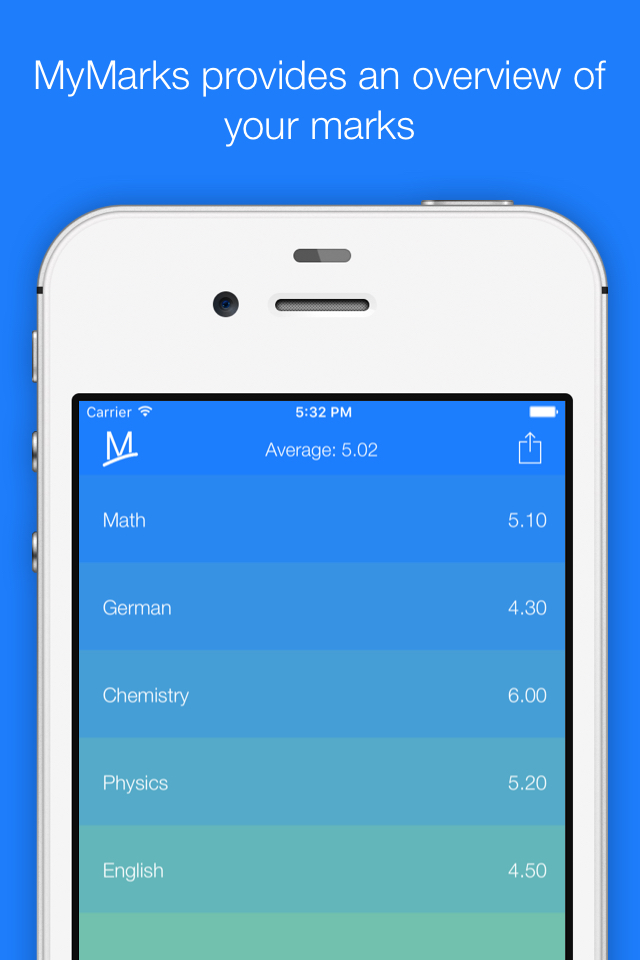 MyMarks provides an overview of
your marks
Carrier 5:32 PM
M Average: 5.02
Math 5.10
German 4.30
Chemistry 6.00
Physics 5.20
English 4.50